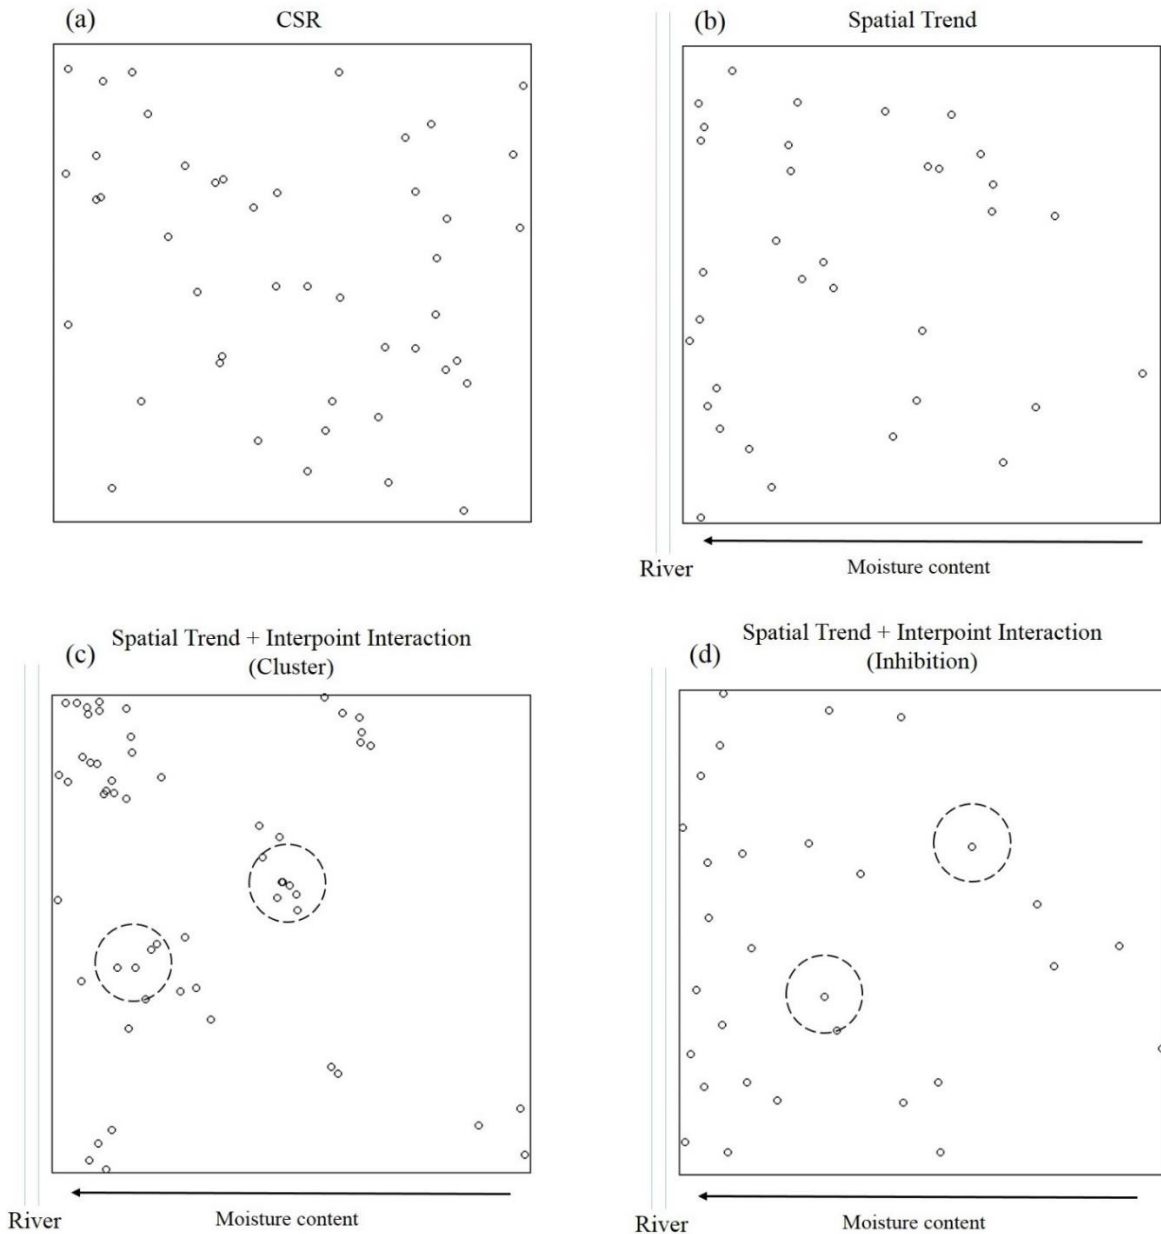 (a)
CSR
(b)
Spatial Trend
River
Moisture content
(c)
Spatial Trend + Interpoint Interaction
(Cluster)
(d)
Spatial Trend + Interpoint Interaction
(Inhibition)
River
Moisture content
River
Moisture content